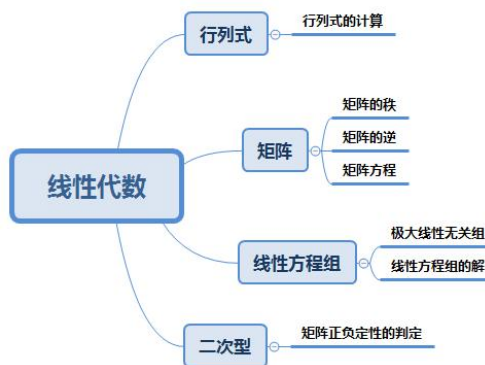 线性代数
行列式
行列式的计算
矩阵
矩阵的秩
矩阵的逆
矩阵方程
线性方程组
极大线性无关组
线性方程组的解
二次型
矩阵正负定性的判定